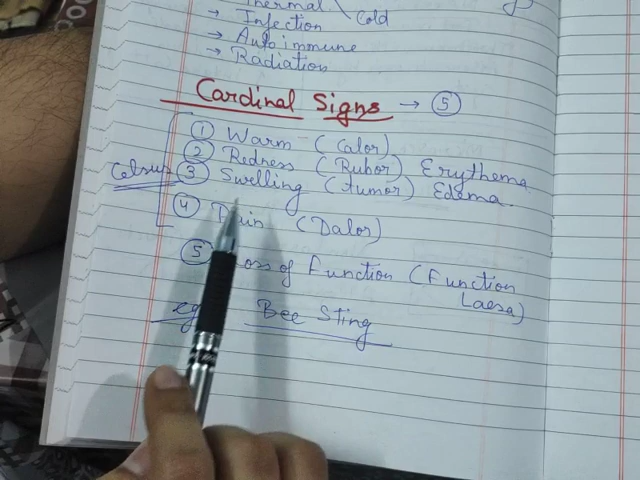 Thermal Cold
→ Infection
→ Autoimmune
→ Radiation
Cardinal Signs → ⑤
① Warm - (Calor)
② Redness (Rubor) Erythema
Celsus ③ Swelling (tumor) Edema.
④ Pain (Dalor)
⑤ Loss of Function (Function
Laesa)
eg Bee Sting